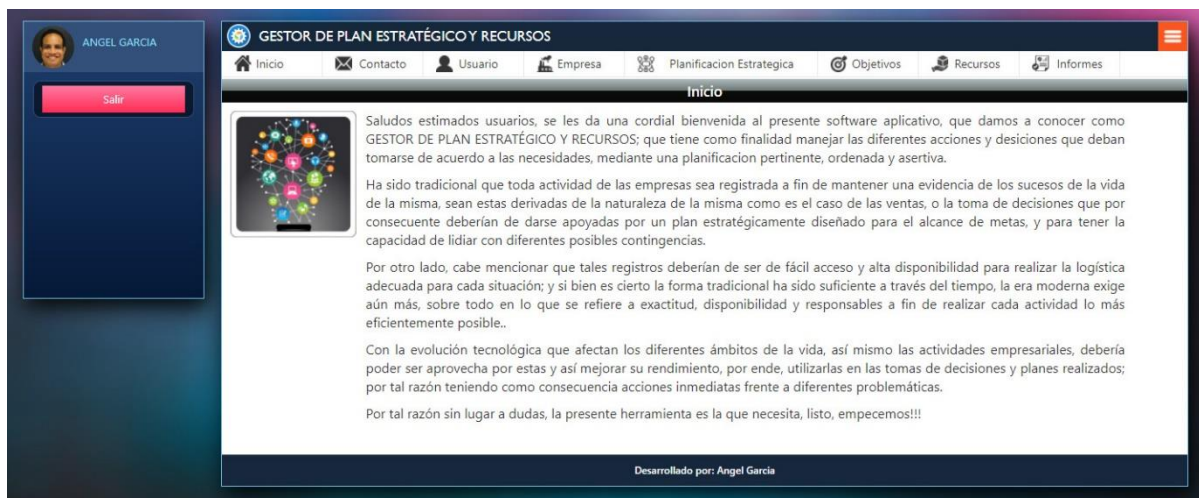 ANGEL GARCIA
Salir
GESTOR DE PLAN ESTRATÉGICO Y RECURSOS
Inicio Contacto Usuario Empresa Planificacion Estrategica Objetivos Recursos Informes
Inicio
Saludos estimados usuarios, se les da una cordial bienvenida al presente software aplicativo, que damos a conocer como
GESTOR DE PLAN ESTRATÉGICO Y RECURSOS; que tiene como finalidad manejar las diferentes acciones y desiciones que deban
tomarse de acuerdo a las necesidades, mediante una planificacion pertinente, ordenada y asertiva.
Ha sido tradicional que toda actividad de las empresas sea registrada a fin de mantener una evidencia de los sucesos de la vida
de la misma, sean estas derivadas de la naturaleza de la misma como es el caso de las ventas, o la toma de decisiones que por
consecuente deberían de darse apoyadas por un plan estratégicamente diseñado para el alcance de metas, y para tener la
capacidad de lidiar con diferentes posibles contingencias.
Por otro lado, cabe mencionar que tales registros deberían de ser de fácil acceso y alta disponibilidad para realizar la logística
adecuada para cada situación; y si bien es cierto la forma tradicional ha sido suficiente a través del tiempo, la era moderna exige
aún más, sobre todo en lo que se refiere a exactitud, disponibilidad y responsables a fin de realizar cada actividad lo más
eficientemente posible..
Con la evolución tecnológica que afectan los diferentes ámbitos de la vida, así mismo las actividades empresariales, debería
poder ser aprovecha por estas y así mejorar su rendimiento, por ende, utilizarlas en las tomas de decisiones y planes realizados;
por tal razón teniendo como consecuencia acciones inmediatas frente a diferentes problemáticas.
Por tal razón sin lugar a dudas, la presente herramienta es la que necesita, listo, empecemos!!!
Desarrollado por: Angel Garcia